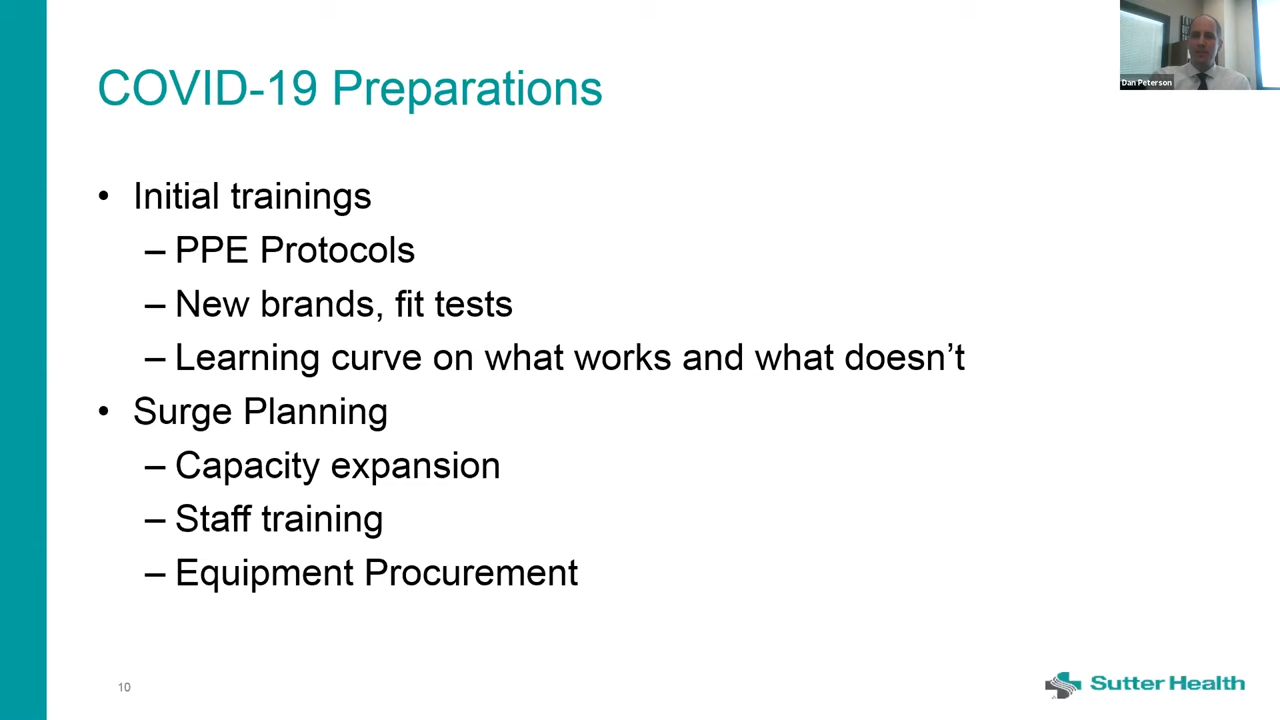 COVID-19 Preparations
Dan Peterson
• Initial trainings
– PPE Protocols
– New brands, fit tests
– Learning curve on what works and what doesn’t
• Surge Planning
– Capacity expansion
– Staff training
– Equipment Procurement
10
Sutter Health